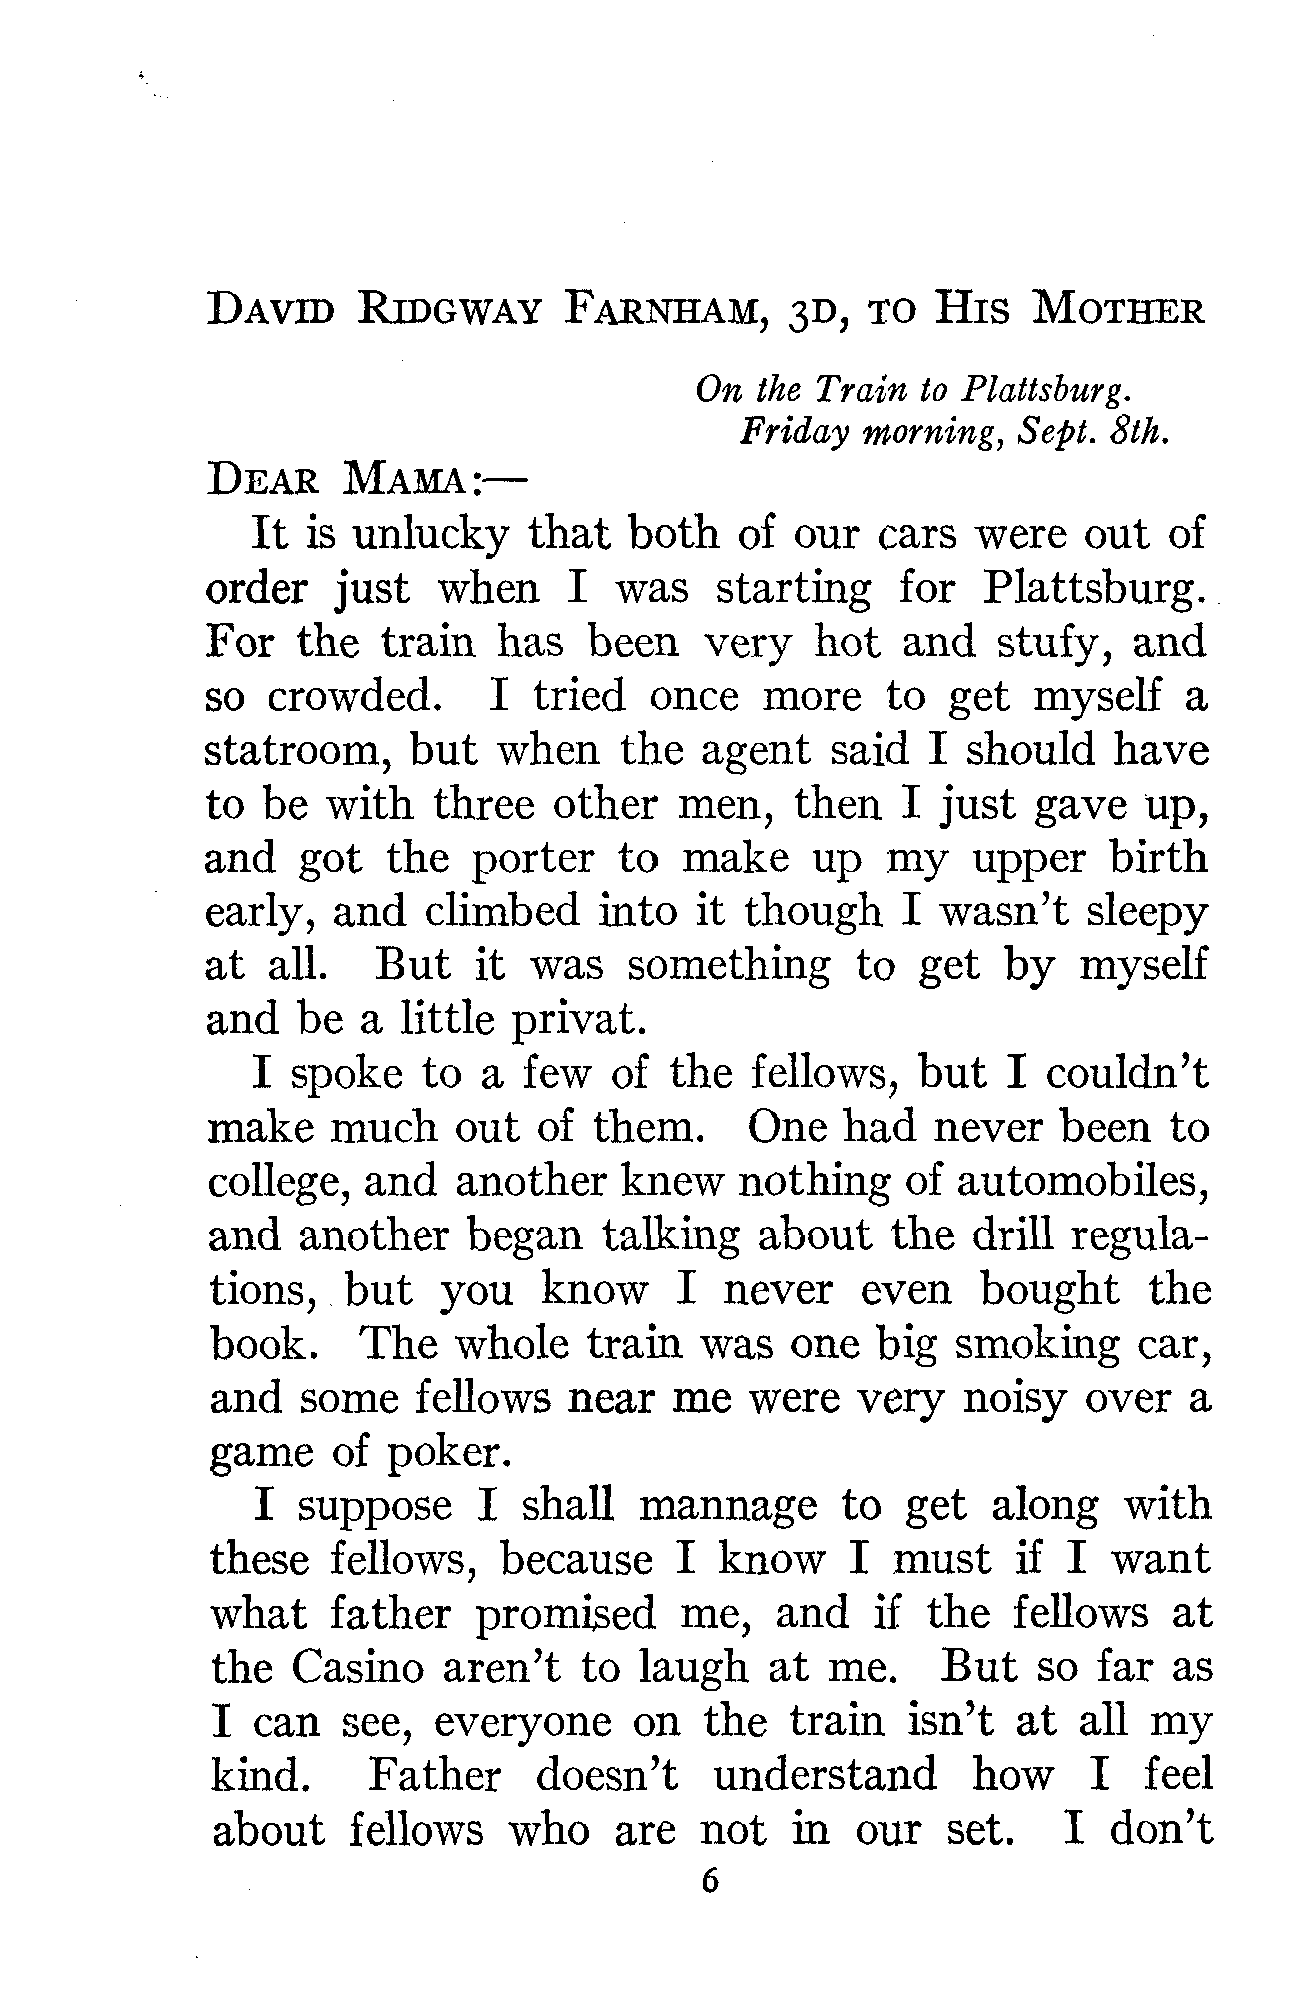 DAVID RIDGWAY FARNHAM, 3D, TO HIS MOTHER
On the Train to Plattsburg.
Friday morning, Sept. 8th.
DEAR MAMA:—
It is unlucky that both of our cars were out of
order just when I was starting for Plattsburg.
For the train has been very hot and stufy, and
so crowded. I tried once more to get myself a
statroom, but when the agent said I should have
to be with three other men, then I just gave up,
and got the porter to make up my upper birth
early, and climbed into it though I wasn't sleepy
at all. But it was something to get by myself
and be a little privat.
I spoke to a few of the fellows, but I couldn't
make much out of them. One had never been to
college, and another knew nothing of automobiles,
and another began talking about the drill regula-
tions, but you know I never even bought the
book. The whole train was one big smoking car,
and some fellows near me were very noisy over a
game of poker.
I suppose I shall mannage to get along with
these fellows, because I know I must if I want
what father promised me, and if the fellows at
the Casino aren't to laugh at me. But so far as
I can see, everyone on the train isn't at all my
kind. Father doesn't understand how I feel
about fellows who are not in our set. I don't
6